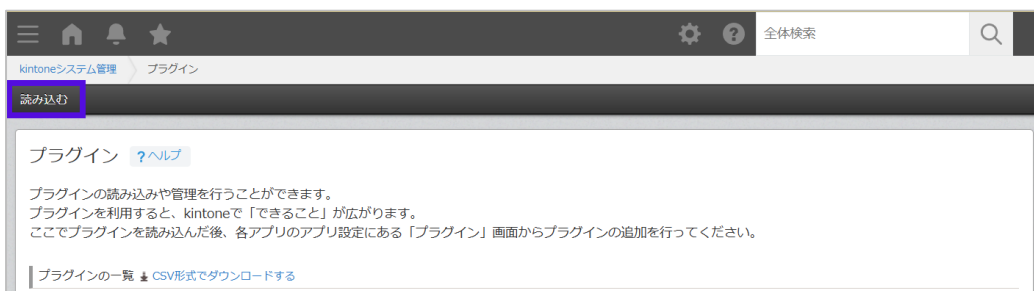 全体検索
kintoneシステム管理 プラグイン
読み込む
プラグイン ?ヘルプ
プラグインの読み込みや管理を行うことができます。
プラグインを利用すると、kintoneで「できること」が広がります。
ここでプラグインを読み込んだ後、各アプリのアプリ設定にある「プラグイン」画面からプラグインの追加を行ってください。
プラグインの一覧 CSV形式でダウンロードする